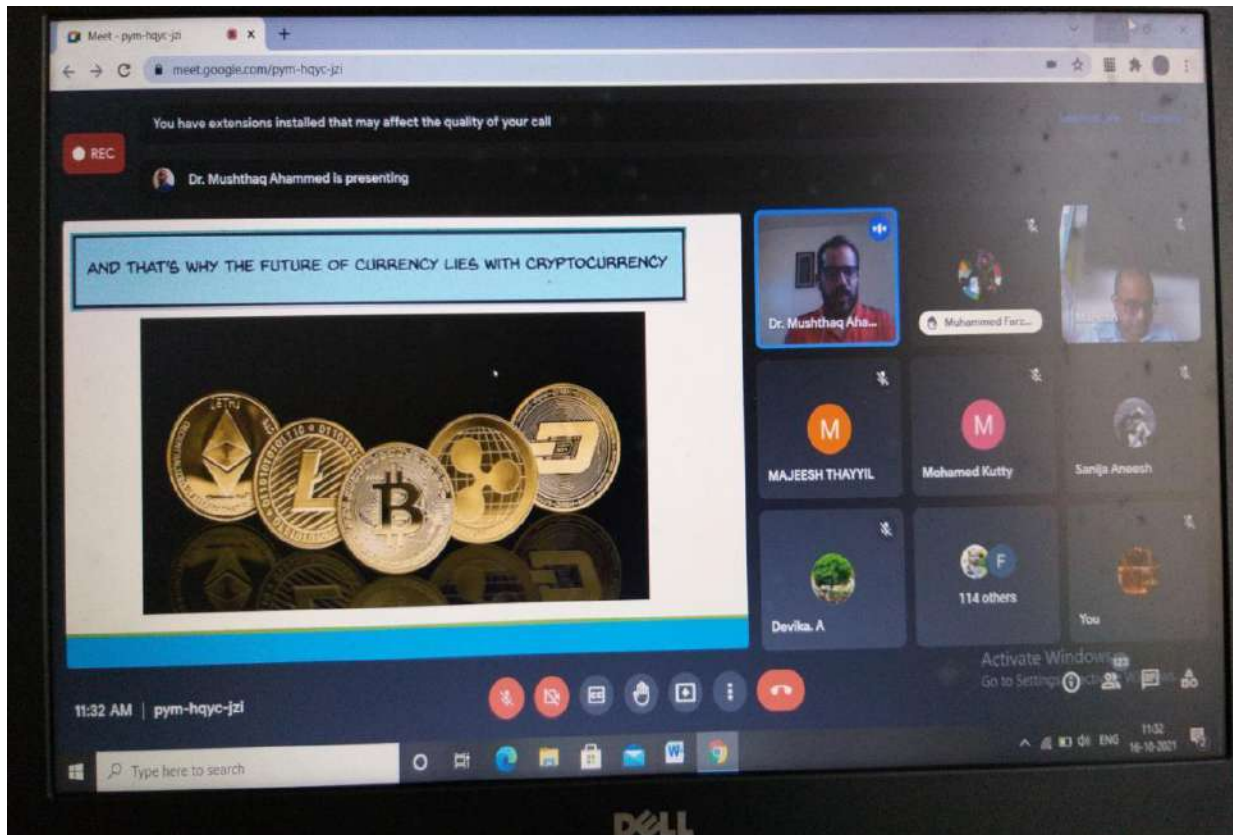 Meet - pym-hqyc-jzi
meet.google.com/pym-hqyc-jzi
You have extensions installed that may affect the quality of your call
REC
Dr. Mushthaq Ahammed is presenting
AND THAT'S WHY THE FUTURE OF CURRENCY LIES WITH CRYPTOCURRENCY
Dr. Mushthaq Aha...
Muhammed Farz...
M
MAJEESH THAYYIL
M
Mohamed Kutty
Sanija Aneesh
Devika. A
F
114 others
You
Activate Windows
Go to Settings
123
11:32 AM | pym-hqyc-jzi
Type here to search
ENG
11:32
16-10-2021
DELL